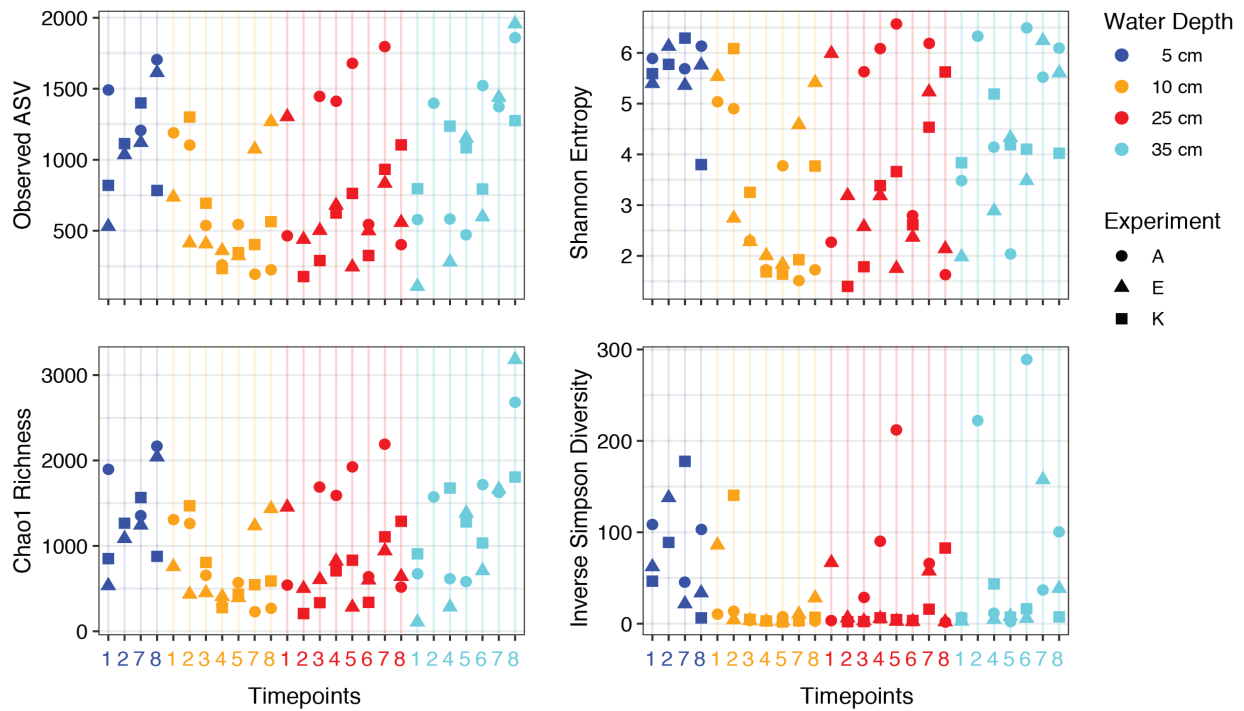 2000
1500
1000
500
Observed ASV
6
5
4
3
2
Shannon Entropy
Water Depth
5 cm
10 cm
25 cm
35 cm
Experiment
A
E
K
3000
2000
1000
0
Chao1 Richness
1 2 7 8 1 2 3 4 5 7 8 1 2 3 4 5 6 7 8 1 2 4 5 6 7 8
Timepoints
300
200
100
0
Inverse Simpson Diversity
1 2 7 8 1 2 3 4 5 7 8 1 2 3 4 5 6 7 8 1 2 4 5 6 7 8
Timepoints